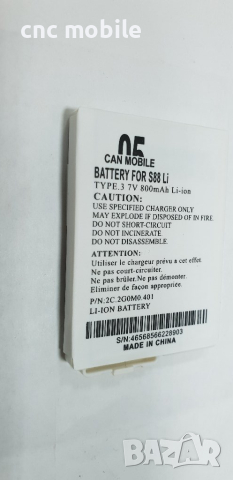 cnc mobile
05
CAN MOBILE
BATTERY FOR S88 Li
TYPE.3 7V 800mAh Li-ion
CAUTION:
USE SPECIFIED CHARGER ONLY
MAY EXPLODE IF DISPOSED OF IN FIRE
DO NOT SHORT-CIRCUIT
DO NOT INCINERATE
DO NOT DISASSEMBLE.
ATTENTION:
Utiliser le chargeur prévu a cet effet
Ne pas court-circuiter.
Ne pas brûler.Ne pas démonter.
Eliminer de façon appropriée.
P/N:2C.2G0M0.401
LI-ION BATTERY
S/N:46568566228903
MADE IN CHINA
BAZAR